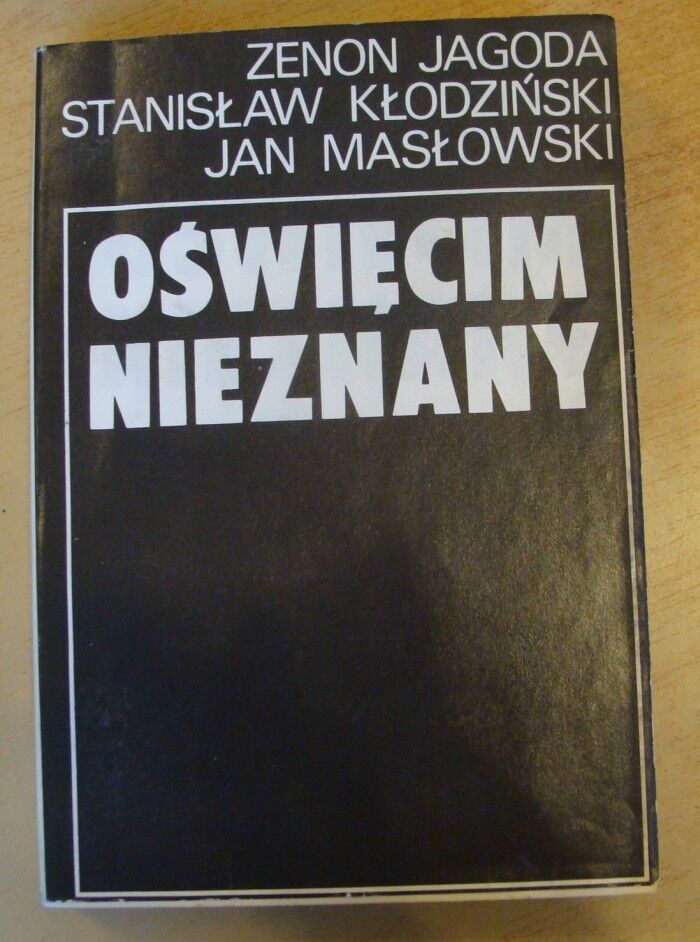 ZENON JAGODA
STANISŁAW KŁODZIŃSKI
JAN MASŁOWSKI
OŚWIĘCIM
NIEZNANY